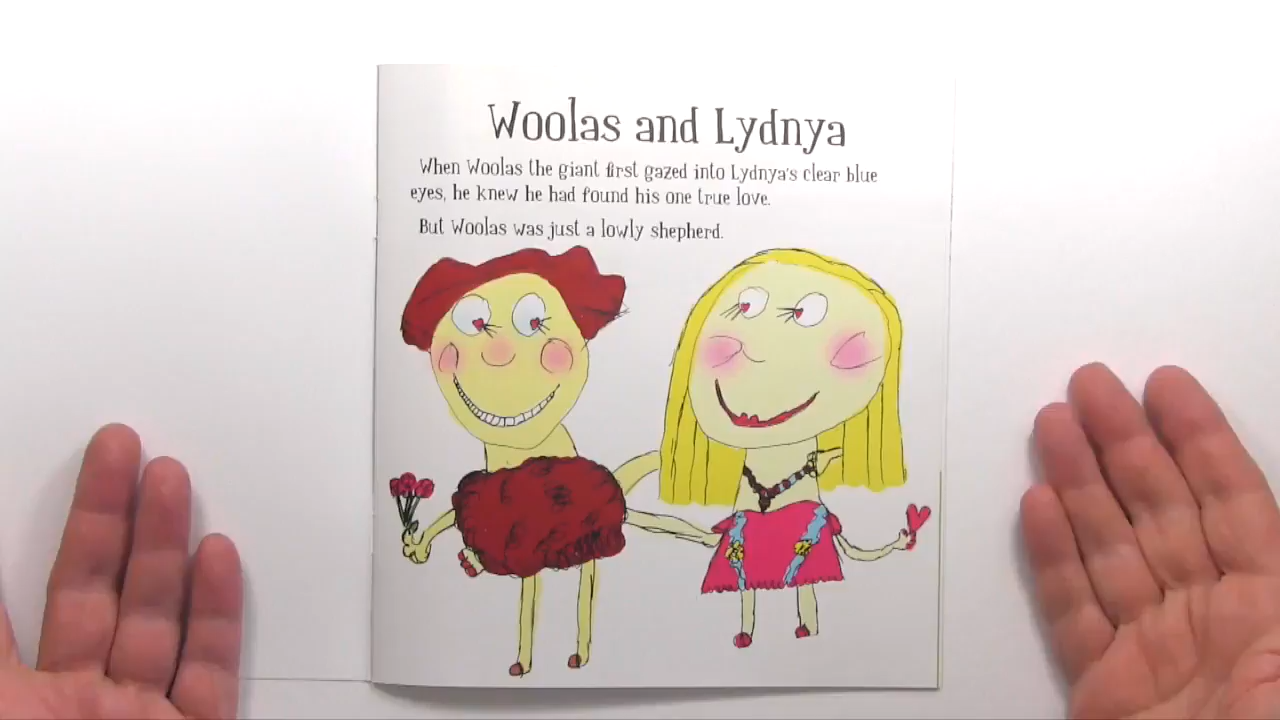 Woolas and Lydnya
When Woolas the giant first gazed into Lydnya's clear blue
eyes, he knew he had found his one true love.
But Woolas was just a lowly shepherd.